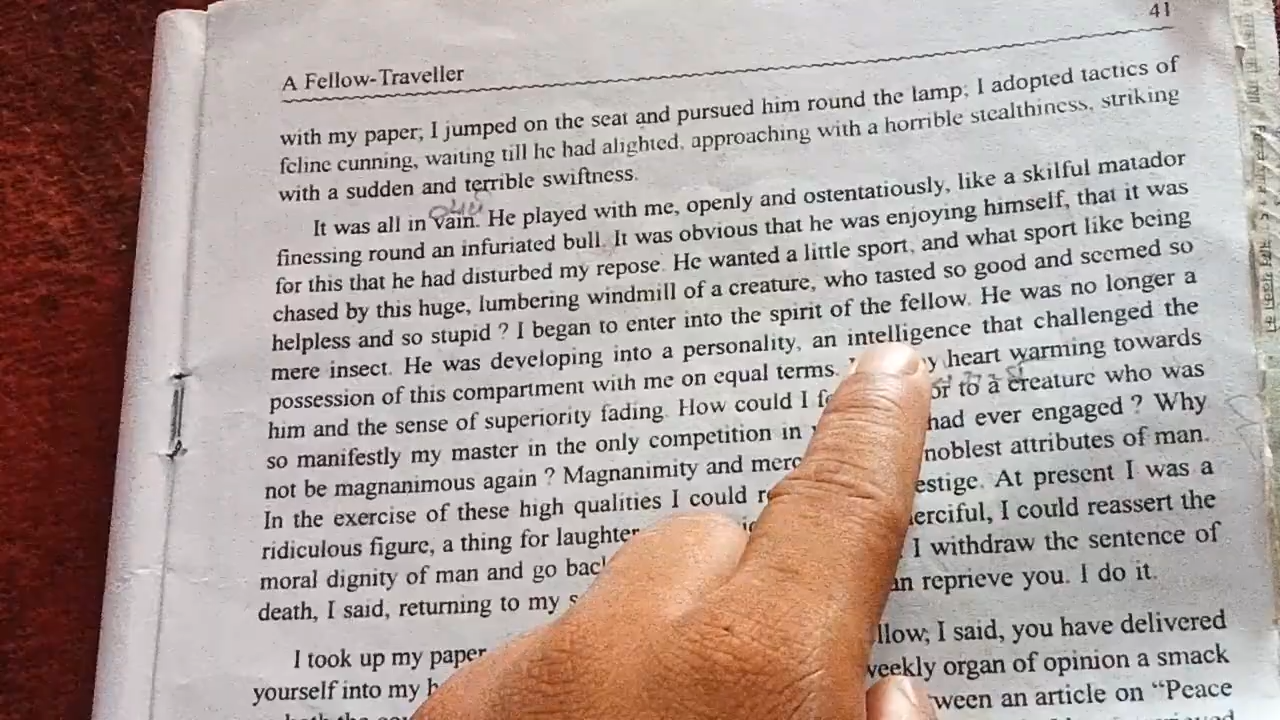 41
A Fellow-Traveller
with my paper; I jumped on the seat and pursued him round the lamp; I adopted tactics of
feline cunning, waiting till he had alighted, approaching with a horrible stealthiness, striking
with a sudden and terrible swiftness.
It was all in vain. He played with me, openly and ostentatiously, like a skilful matador
finessing round an infuriated bull. It was obvious that he was enjoying himself, that it was
for this that he had disturbed my repose. He wanted a little sport, and what sport like being
chased by this huge, lumbering windmill of a creature, who tasted so good and seemed so
helpless and so stupid ? I began to enter into the spirit of the fellow. He was no longer a
mere insect. He was developing into a personality, an intelligence that challenged the
possession of this compartment with me on equal terms. heart warming towards
him and the sense of superiority fading. How could I to a creature who was
so manifestly my master in the only competition in had ever engaged ? Why
not be magnanimous again ? Magnanimity and noblest attributes of man.
In the exercise of these high qualities I could At present I was a
ridiculous figure, a thing for laughter I could reassert the
moral dignity of man and go I withdraw the sentence of
death, I said, returning to my reprieve you. I do it.
I took up my paper I said, you have delivered
yourself into my weekly organ of opinion a smack
an article on “Peace